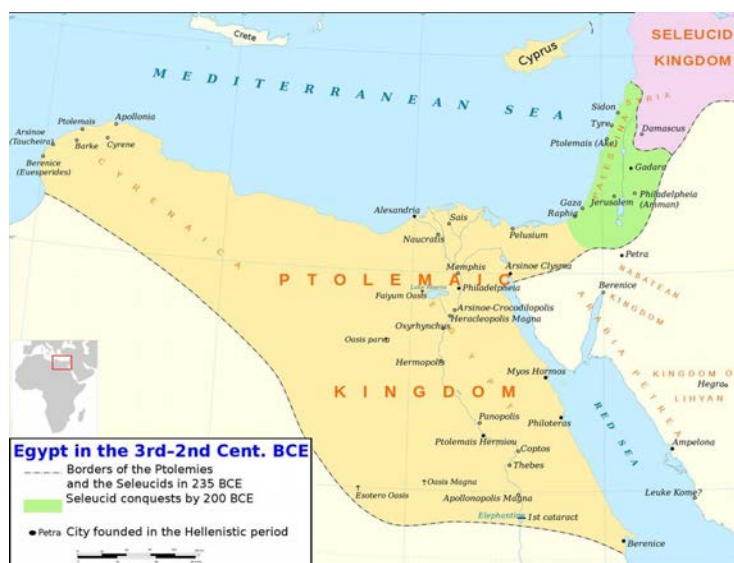 SELEUCID
KINGDOM
Crete
Cyprus
MEDITERRANEAN SEA
Sidon
Tyre
Damascus
Ptolemais (Ake)
Gadara
Philadelpheia
(Amman)
Jerusalem
Gaza
Raphia
Ptolemais
Apollonia
Arsinoe
(Taucheira)
Barke
Cyrene
Berenice
(Euesperides)
CYRENAICA
Alexandria
Sais
Naucratis
Pelusium
Memphis
Arsinoe Clysma
Petra
PTOLEMAIC
Philadelpheia
Faiyum Oasis
Arsinoe-Crocodilopolis
Heracleopolis Magna
Berenice
NABATEAN
KINGDOM
ARABIA PETREA
Oxyrhynchus
Oasis parva
Hermopolis
Myos Hormos
KINGDOM OF
LIHYAN
Hegra
KINGDOM
RED SEA
Panopolis
Philoteras
Ptolemais Hermiou
Coptos
Thebes
Ampelona
Esotero Oasis
Oasis Magna
Apollonopolis Magna
Leuke Kome?
Elephantine
1st cataract
Berenice
Egypt in the 3rd-2nd Cent. BCE
Borders of the Ptolemies
and the Seleucids in 235 BCE
Seleucid conquests by 200 BCE
Petra City founded in the Hellenistic period